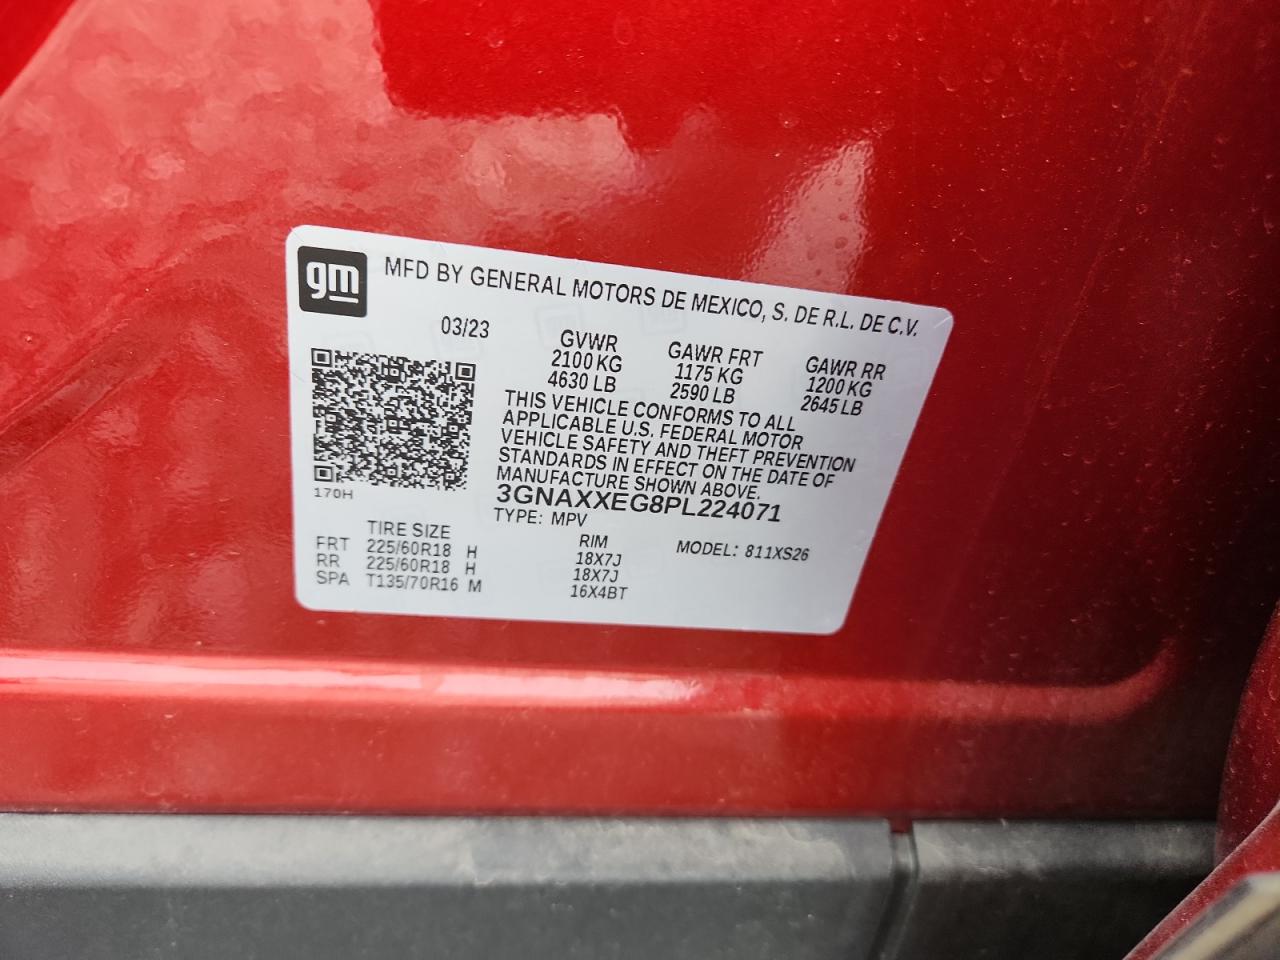 gm
MFD BY GENERAL MOTORS DE MEXICO, S. DE R.L. DE C.V.
03/23
GVWR GAWR FRT GAWR RR
2100 KG 1175 KG 1200 KG
4630 LB 2590 LB 2645 LB
THIS VEHICLE CONFORMS TO ALL
APPLICABLE U.S. FEDERAL MOTOR
VEHICLE SAFETY AND THEFT PREVENTION
STANDARDS IN EFFECT ON THE DATE OF
MANUFACTURE SHOWN ABOVE.
170H
3GNAXXEG8PL224071
TYPE: MPV
MODEL: 811XS26
TIRE SIZE RIM
FRT 225/60R18 H 18X7J
RR 225/60R18 H 18X7J
SPA T135/70R16 M 16X4BT